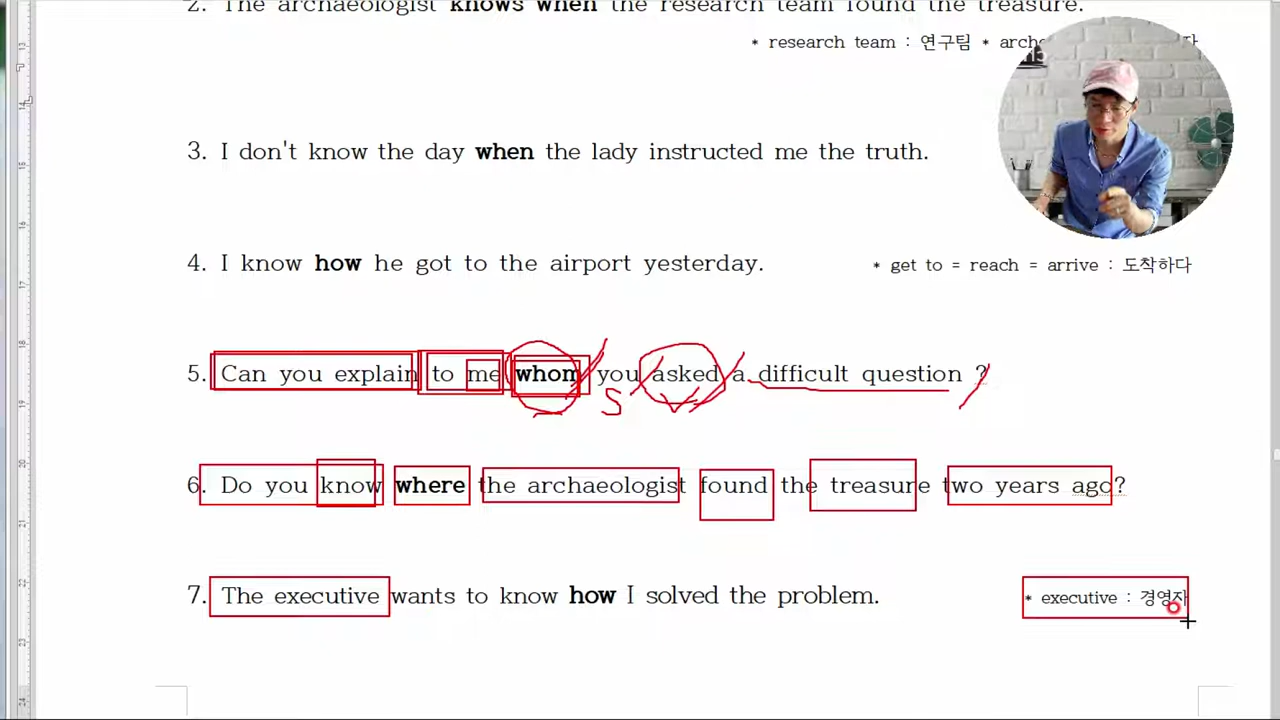 2. The archaeologist knows when the research team found the treasure.
* research team : 연구팀 *
3. I don't know the day when the lady instructed me the truth.
4. I know how he got to the airport yesterday.
* get to = reach = arrive : 도착하다
5. Can you explain to me whom you asked a difficult question ?
S V
6. Do you know where the archaeologist found the treasure two years ago?
7. The executive wants to know how I solved the problem.
* executive : 경영자